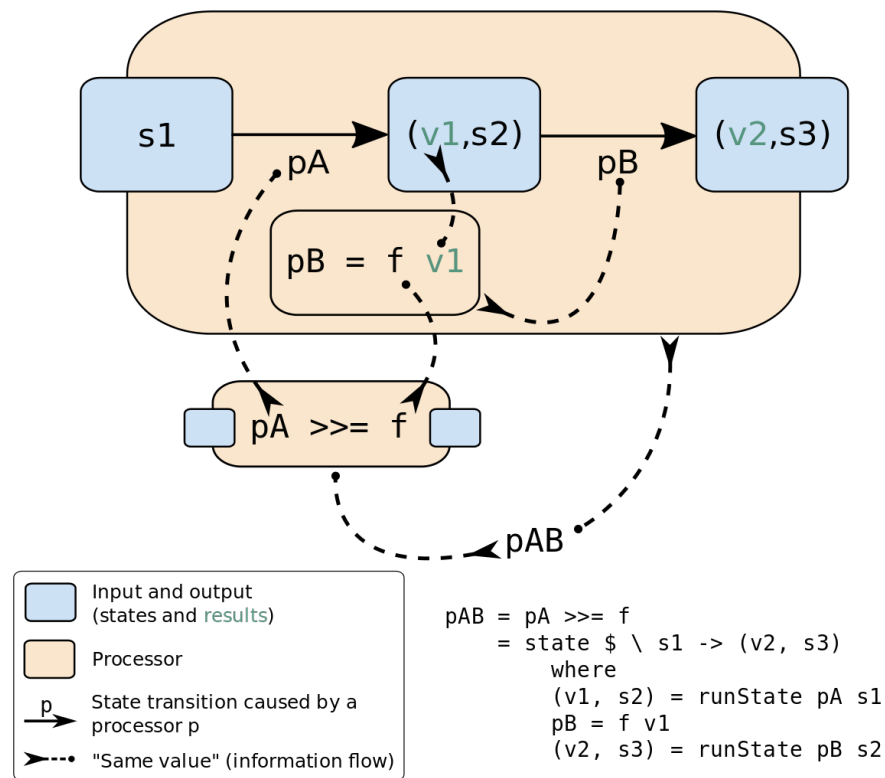 s1
(v1,s2)
(v2,s3)
pA
pB
pB = f v1
pA >>= f
pAB
Input and output
(states and results)
Processor
p
State transition caused by a
processor p
"Same value" (information flow)
pAB = pA >>= f
= state $ \ s1 -> (v2, s3)
where
(v1, s2) = runState pA s1
pB = f v1
(v2, s3) = runState pB s2